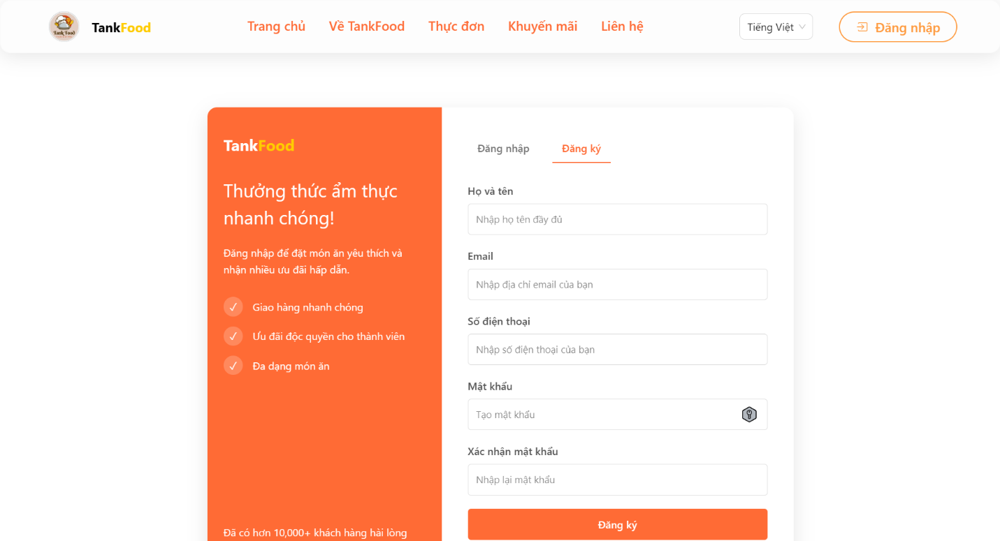 TankFood
Trang chủ
Về TankFood
Thực đơn
Khuyến mãi
Liên hệ
Tiếng Việt
Đăng nhập
TankFood
Thưởng thức ẩm thực
nhanh chóng!
Đăng nhập để đặt món ăn yêu thích và
nhận nhiều ưu đãi hấp dẫn.
Giao hàng nhanh chóng
Ưu đãi độc quyền cho thành viên
Đa dạng món ăn
Đã có hơn 10,000+ khách hàng hài lòng
Đăng nhập
Đăng ký
Họ và tên
Nhập họ tên đầy đủ
Email
Nhập địa chỉ email của bạn
Số điện thoại
Nhập số điện thoại của bạn
Mật khẩu
Tạo mật khẩu
Xác nhận mật khẩu
Nhập lại mật khẩu
Đăng ký